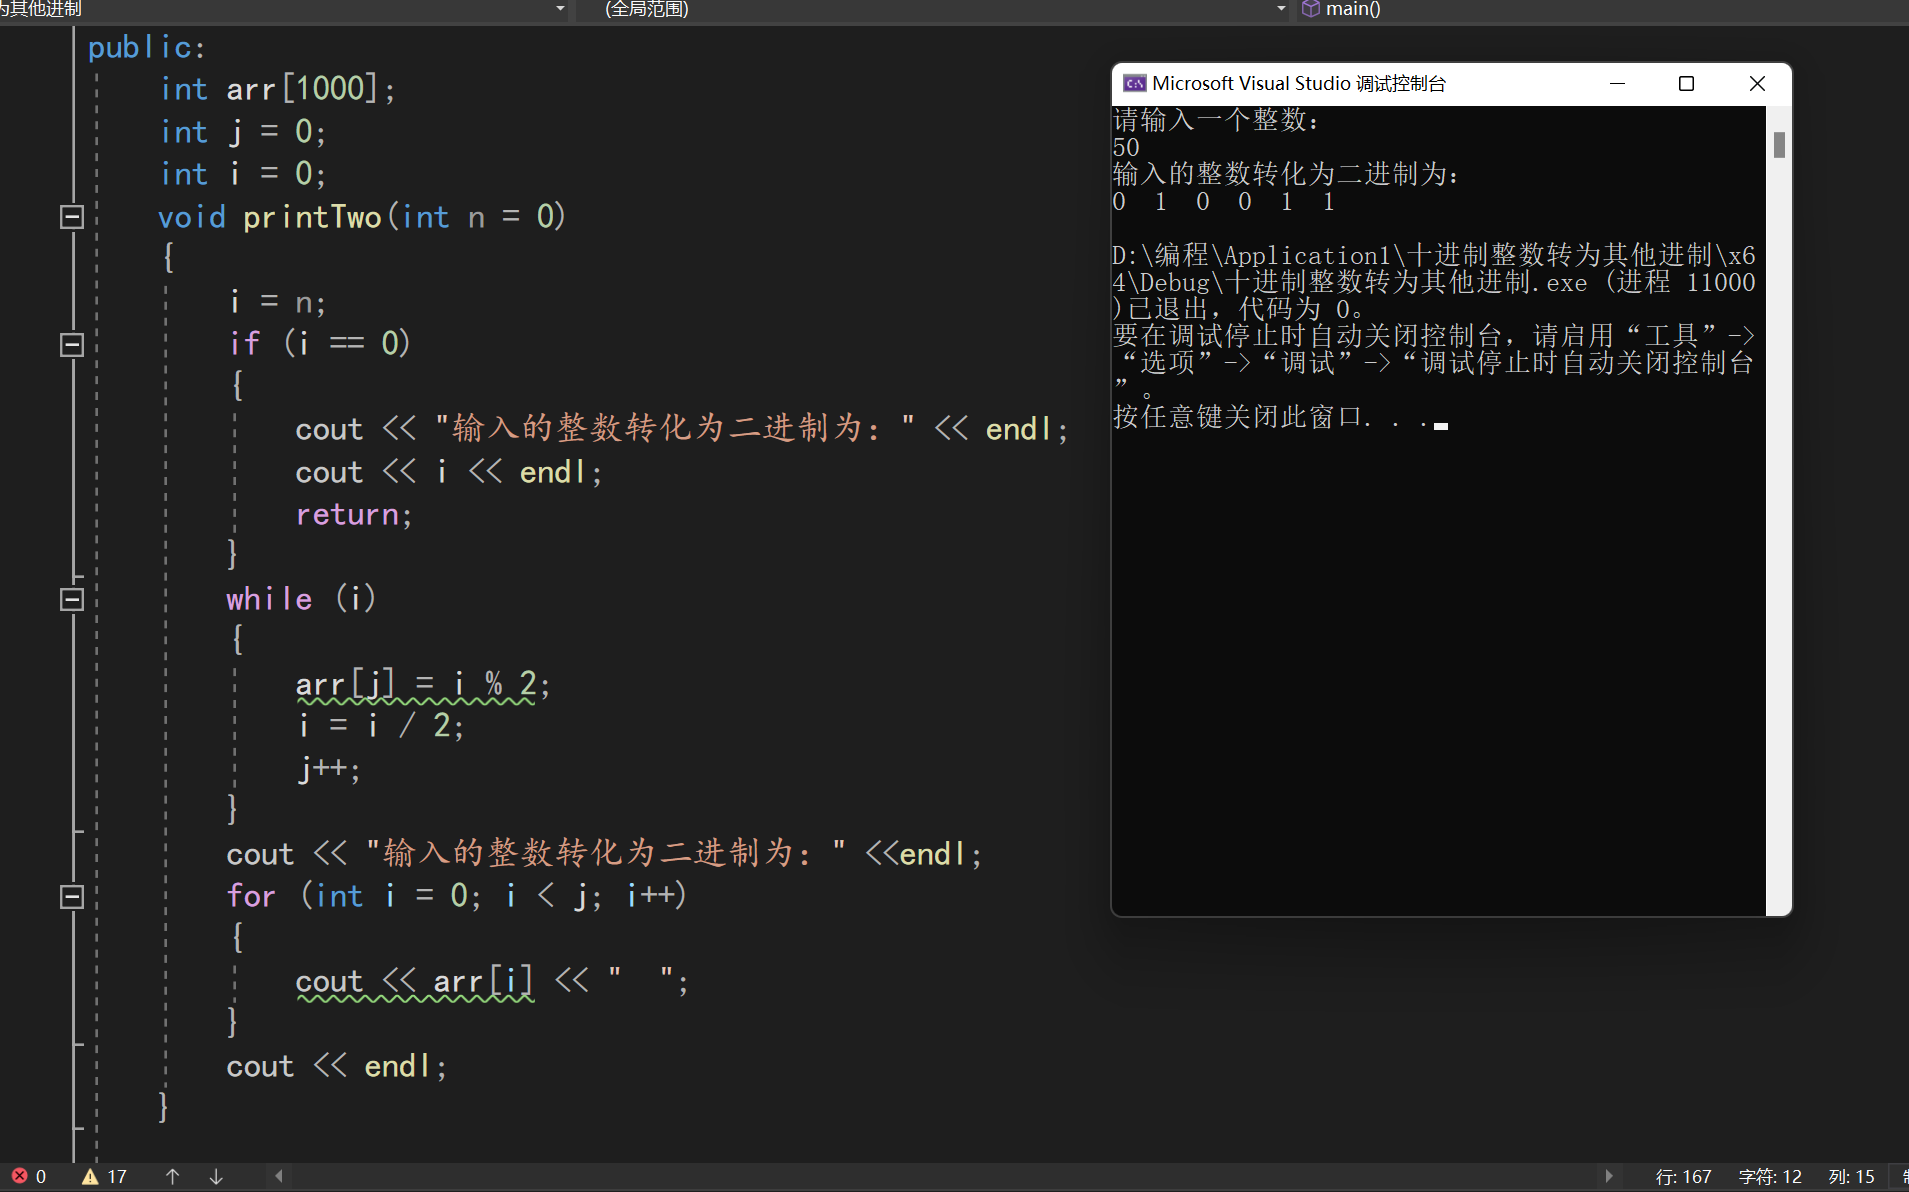 为其他进制 (全局范围) main()
public:
int arr[1000];
int j = 0;
int i = 0;
void printTwo(int n = 0)
{
i = n;
if (i == 0)
{
cout << "输入的整数转化为二进制为：" << endl;
cout << i << endl;
return;
}
while (i)
{
arr[j] = i % 2;
i = i / 2;
j++;
}
cout << "输入的整数转化为二进制为：" <<endl;
for (int i = 0; i < j; i++)
{
cout << arr[i] << "  ";
}
cout << endl;
}
Microsoft Visual Studio 调试控制台
请输入一个整数：
50
输入的整数转化为二进制为：
0  1  0  0  1  1
D:\编程\Application1\十进制整数转为其他进制\x6
4\Debug\十进制整数转为其他进制.exe (进程 11000
)已退出，代码为 0。
要在调试停止时自动关闭控制台，请启用“工具”->
“选项”->“调试”->“调试停止时自动关闭控制台
”。
按任意键关闭此窗口. . .
0 17 行: 167 字符: 12 列: 15